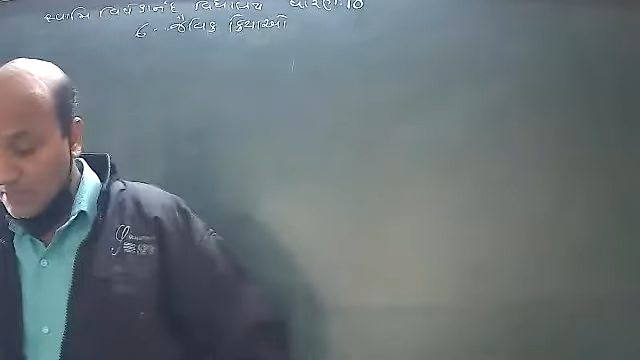 સ્વામિ વિવેકાનંદ વિદ્યાલય ધોરણ:10
6. જૈવિક ક્રિયાઓ